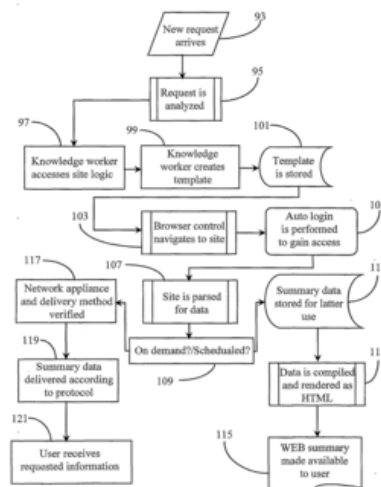 93
New request
arrives
95
Request is
analyzed
97
99
101
Knowledge worker
accesses site logic
Knowledge
worker creates
template
Template
is stored
103
Browser control
navigates to site
10
Auto login
is performed
to gain access
107
Site is parsed
for data
117
Network appliance
and delivery method
verified
11
Summary data
stored for latter
use
On demand?/Schedualed?
109
119
Summary data
delivered according
to protocol
11
Data is compiled
and rendered as
HTML
121
User receives
requested information
115
WEB summary
made available
to user